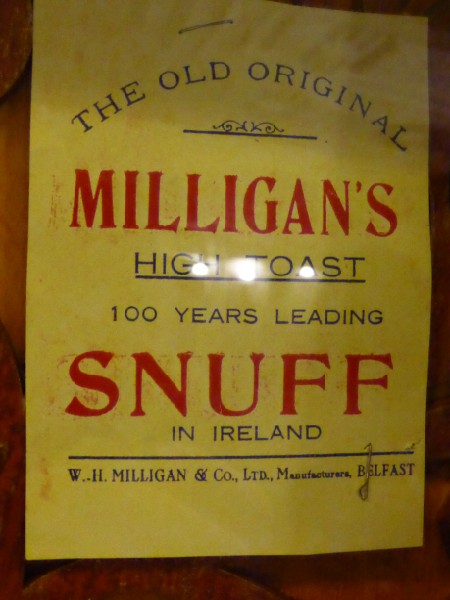 THE OLD ORIGINAL
MILLIGAN'S
HIGH TOAST
100 YEARS LEADING
SNUFF
IN IRELAND
W.-H. MILLIGAN & Co., LTD., Manufacturers, BELFAST